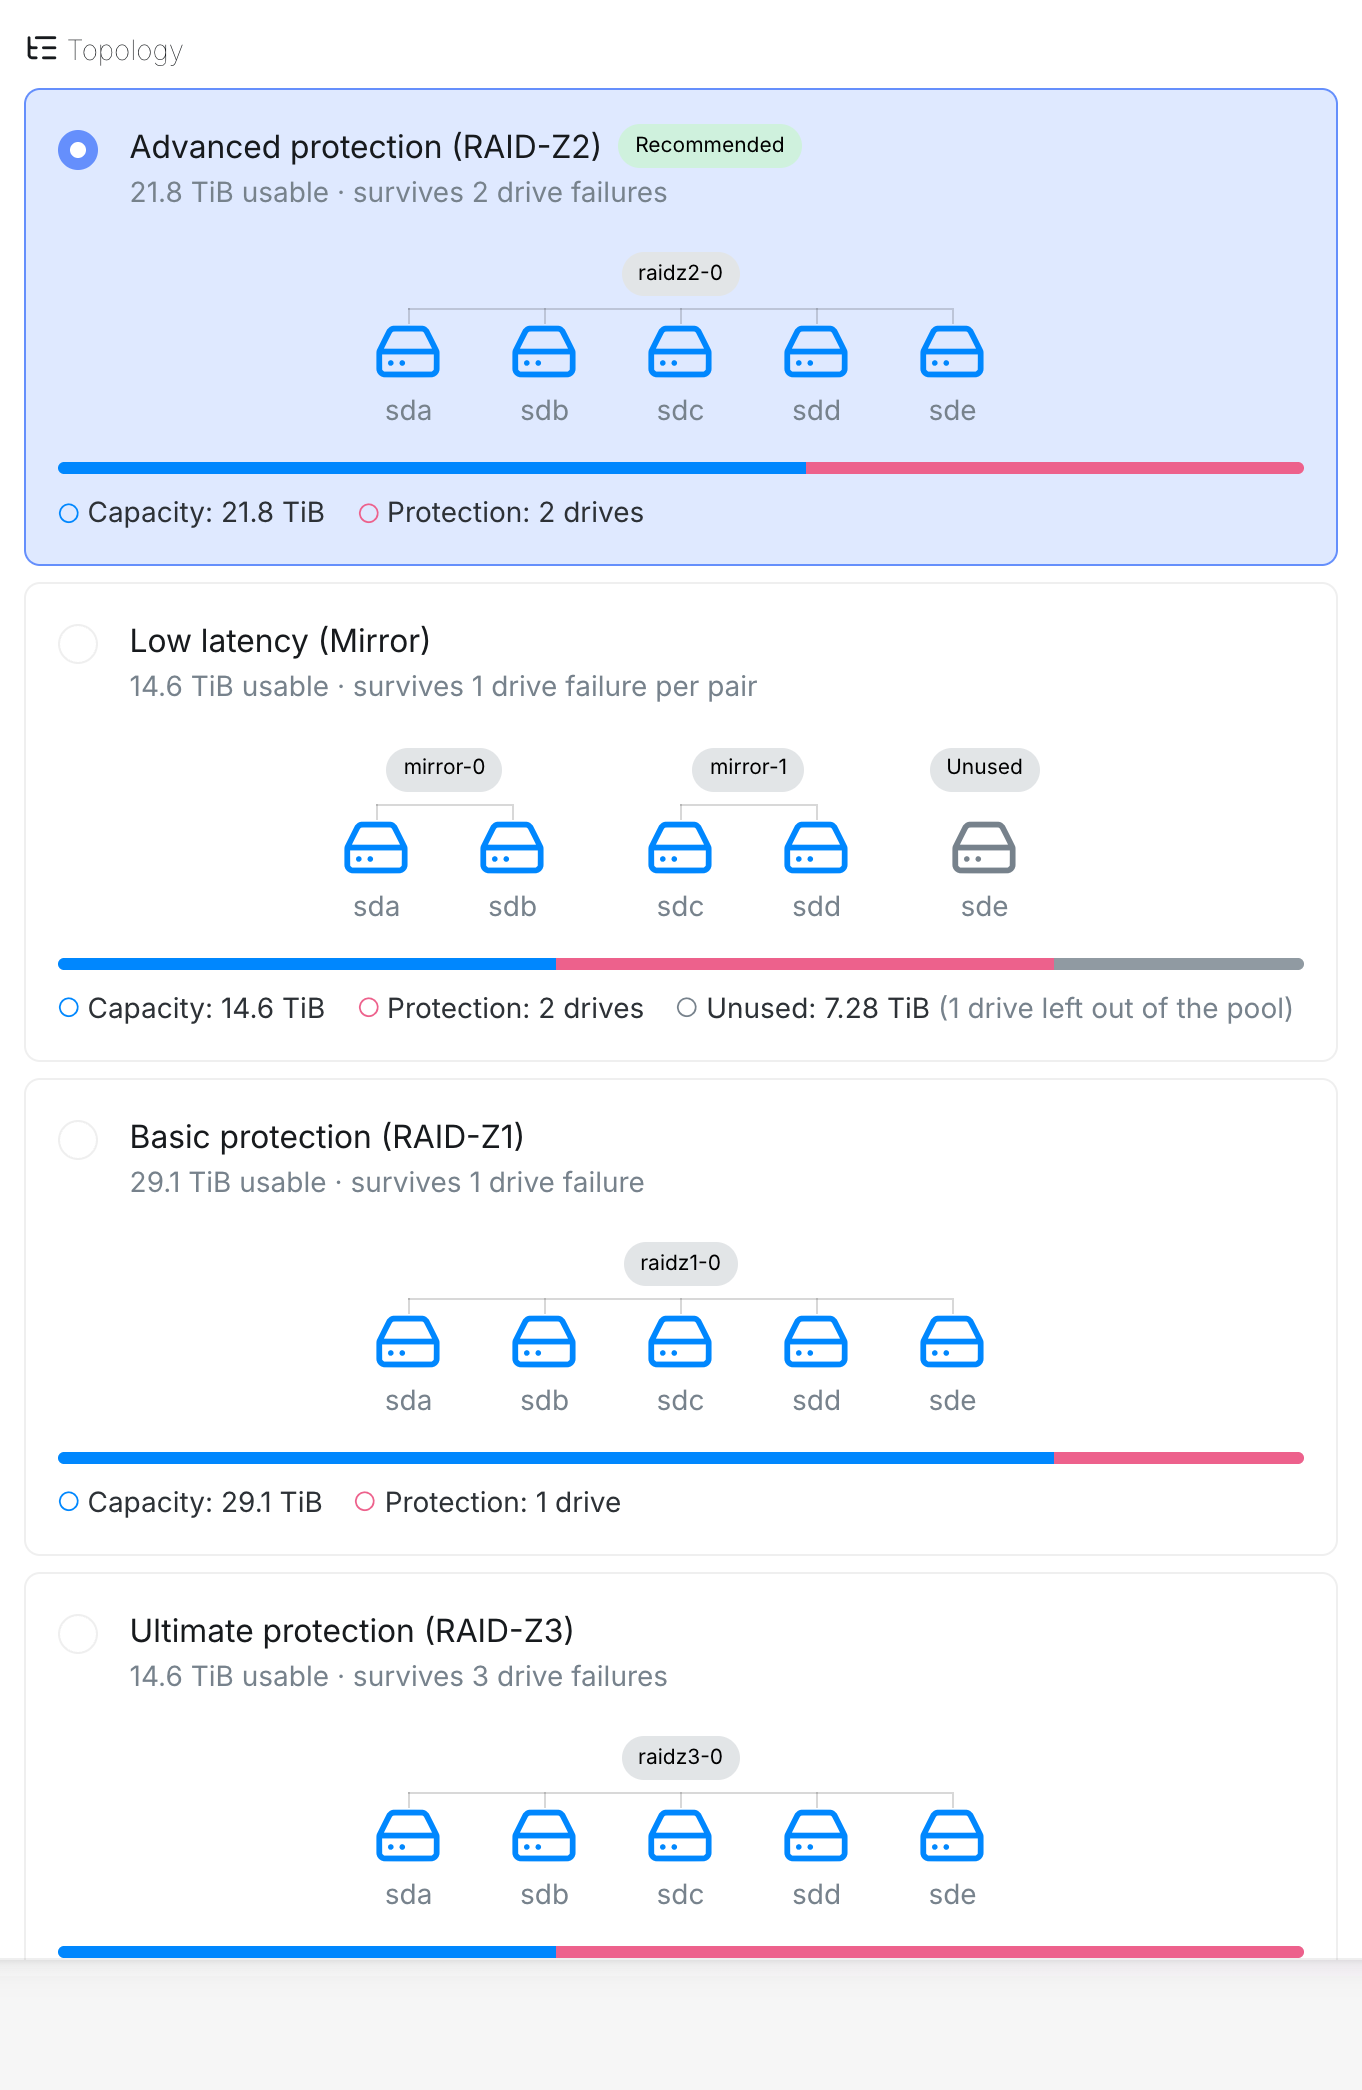 Topology
Advanced protection (RAID-Z2) Recommended
21.8 TiB usable · survives 2 drive failures
raidz2-0
sda sdb sdc sdd sde
Capacity: 21.8 TiB Protection: 2 drives
Low latency (Mirror)
14.6 TiB usable · survives 1 drive failure per pair
mirror-0 mirror-1 Unused
sda sdb sdc sdd sde
Capacity: 14.6 TiB Protection: 2 drives Unused: 7.28 TiB (1 drive left out of the pool)
Basic protection (RAID-Z1)
29.1 TiB usable · survives 1 drive failure
raidz1-0
sda sdb sdc sdd sde
Capacity: 29.1 TiB Protection: 1 drive
Ultimate protection (RAID-Z3)
14.6 TiB usable · survives 3 drive failures
raidz3-0
sda sdb sdc sdd sde